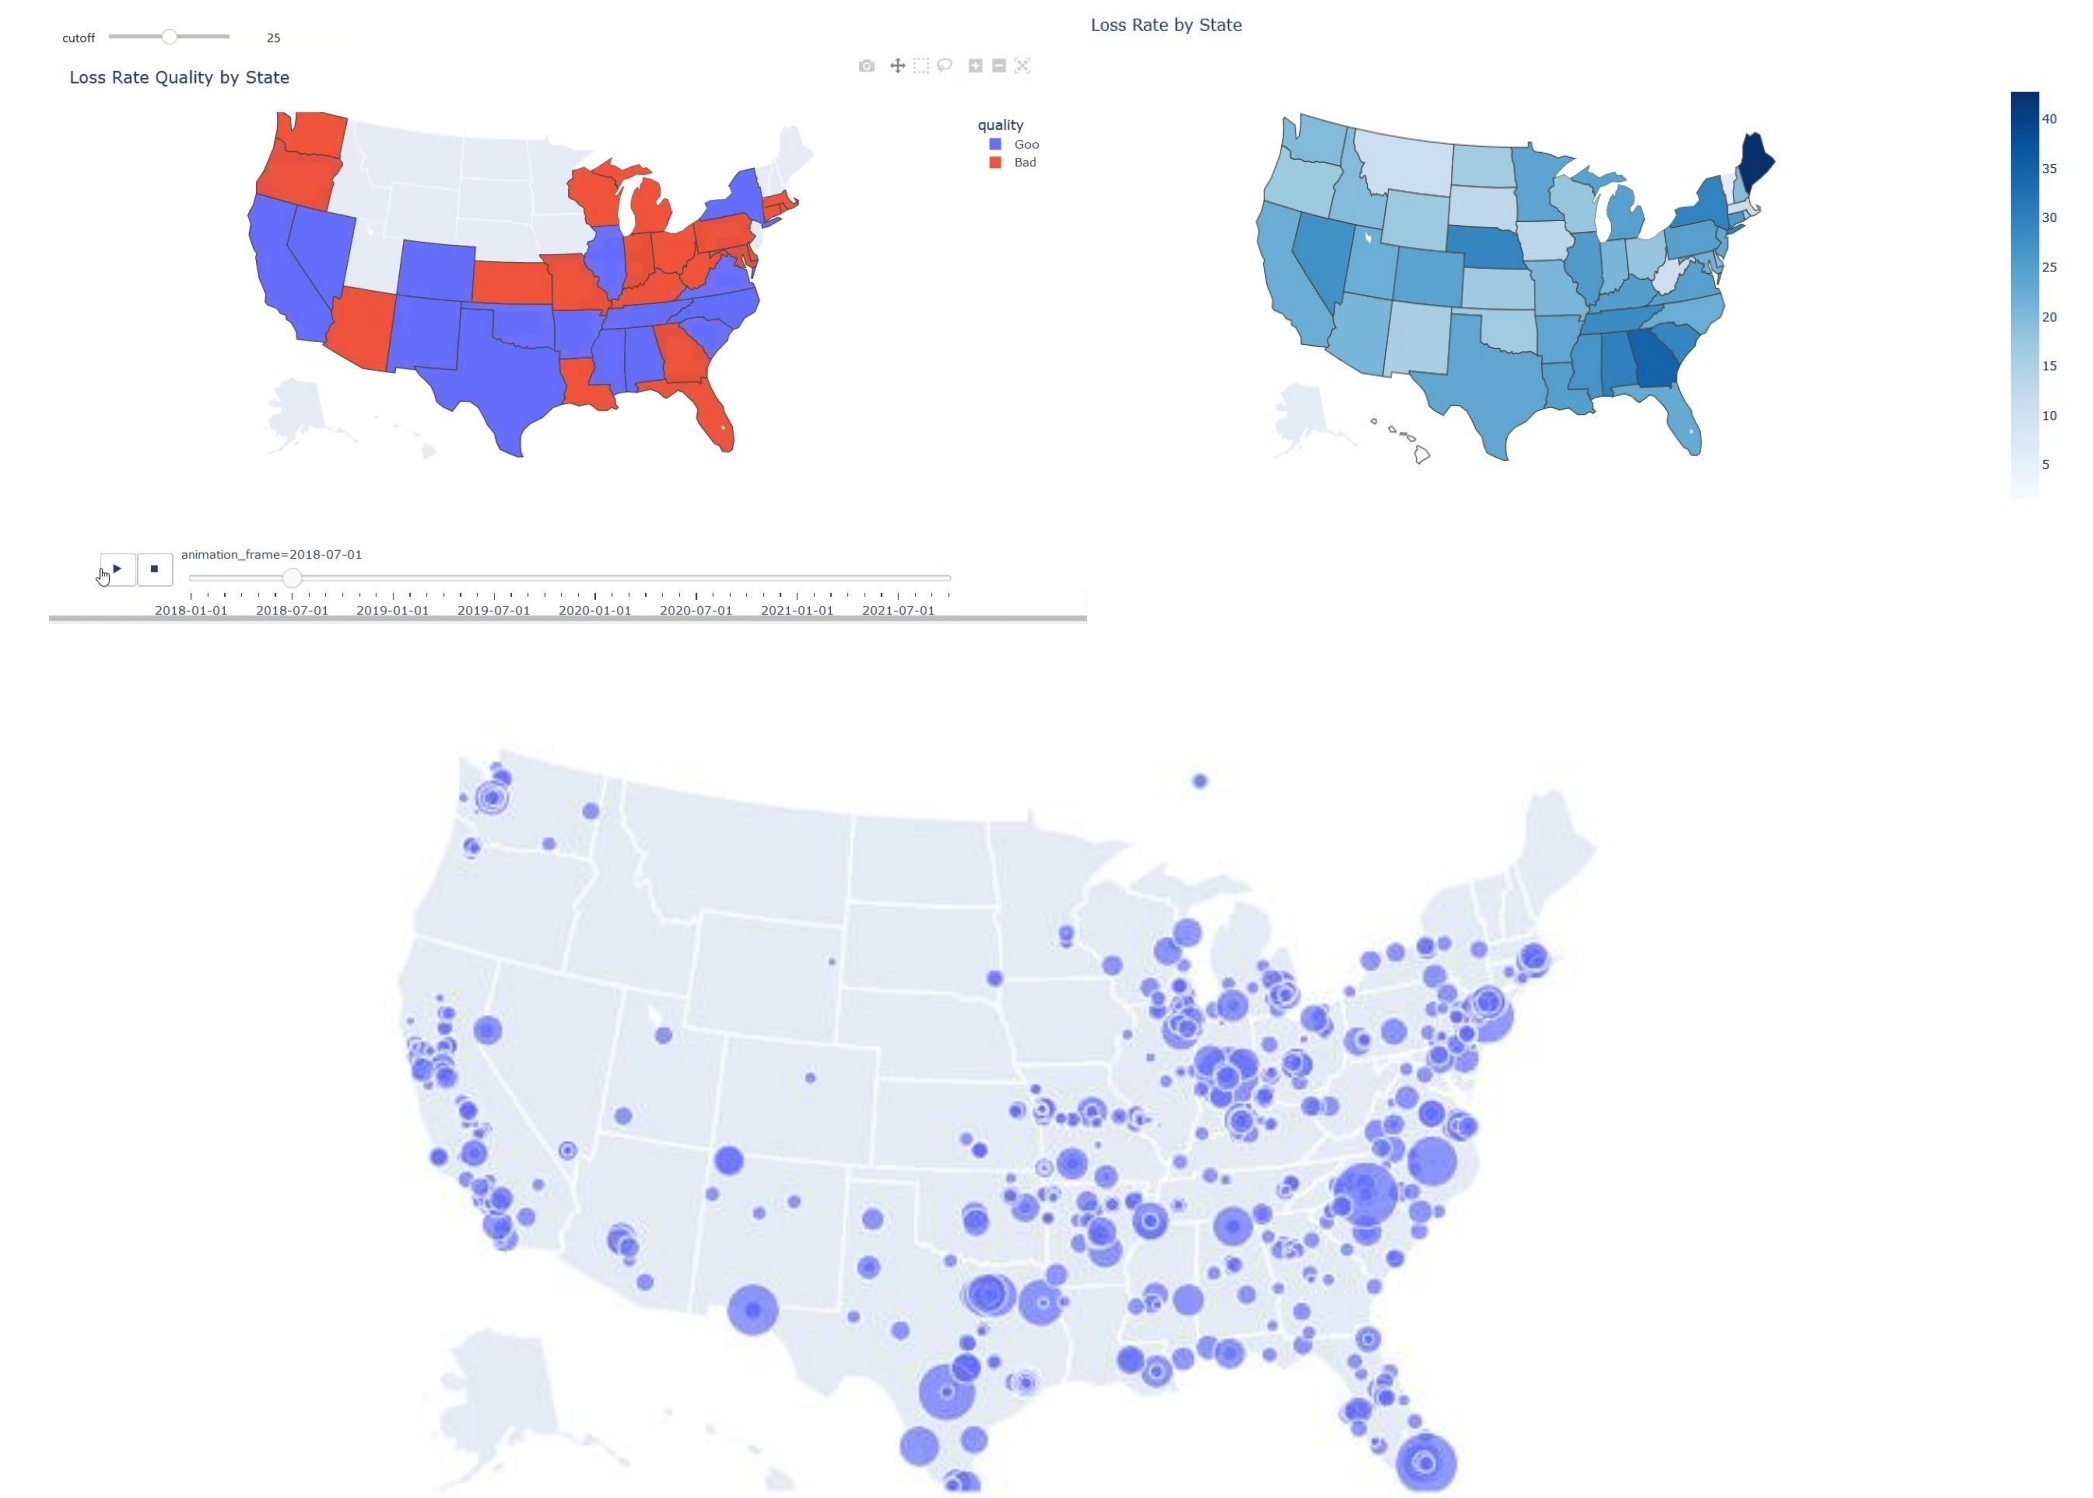 cutoff 25
Loss Rate Quality by State
quality
Goo
Bad
animation_frame=2018-07-01
2018-01-01 2018-07-01 2019-01-01 2019-07-01 2020-01-01 2020-07-01 2021-01-01 2021-07-01
Loss Rate by State
40
35
30
25
20
15
10
5